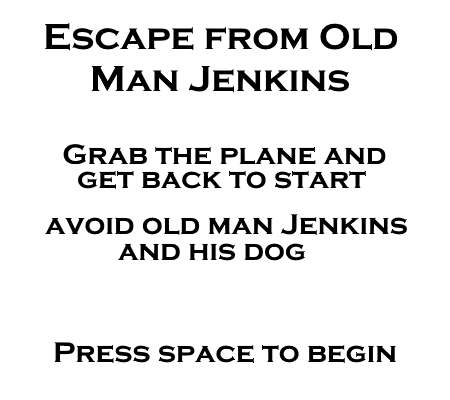 Escape from Old
Man Jenkins
Grab the plane and
get back to start
avoid old man Jenkins
and his dog
Press space to begin